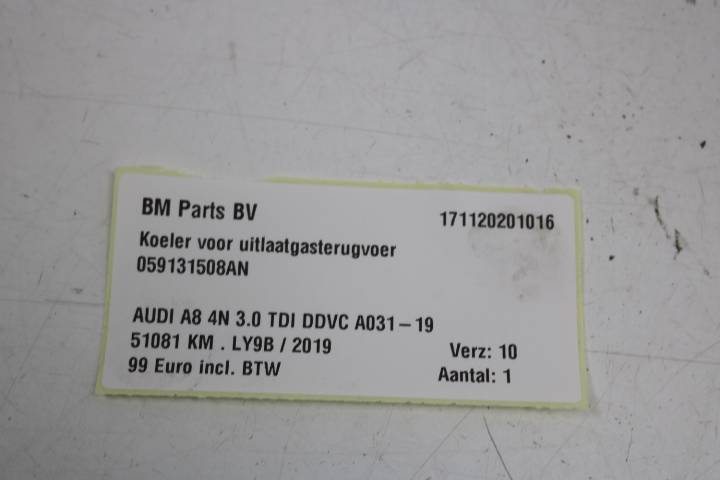 BM Parts BV
171120201016
Koeler voor uitlaatgasterugvoer
059131508AN
AUDI A8 4N 3.0 TDI DDVC A031-19
51081 KM . LY9B / 2019
Verz: 10
99 Euro incl. BTW
Aantal: 1